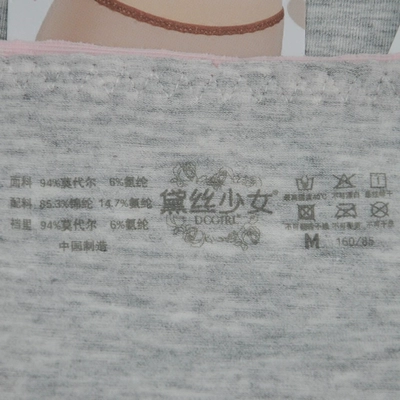 面料 94%莫代尔 6%氨纶
配料 85.3%锦纶 14.7%氨纶
裆里 94%莫代尔 6%氨纶
中国制造
黛丝少女
DCGIRL
M 160/85